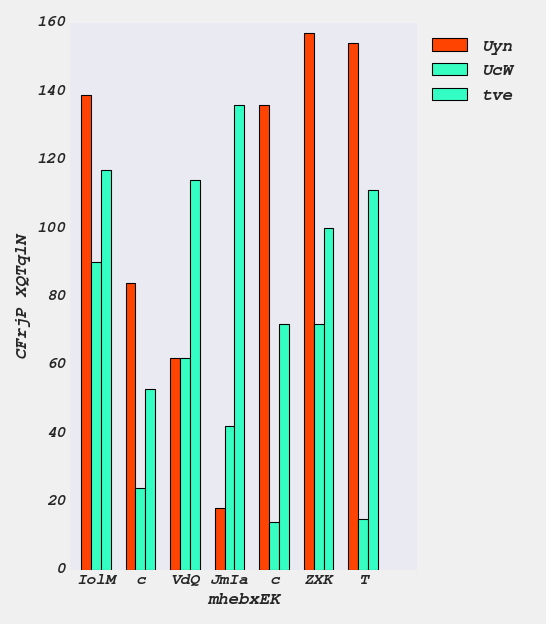 160
140
120
100
80
60
40
20
0
CFrjP XQTqlN
IolM c VdQ JmIa c ZXK T
mhebxEK
Uyn
UcW
tve